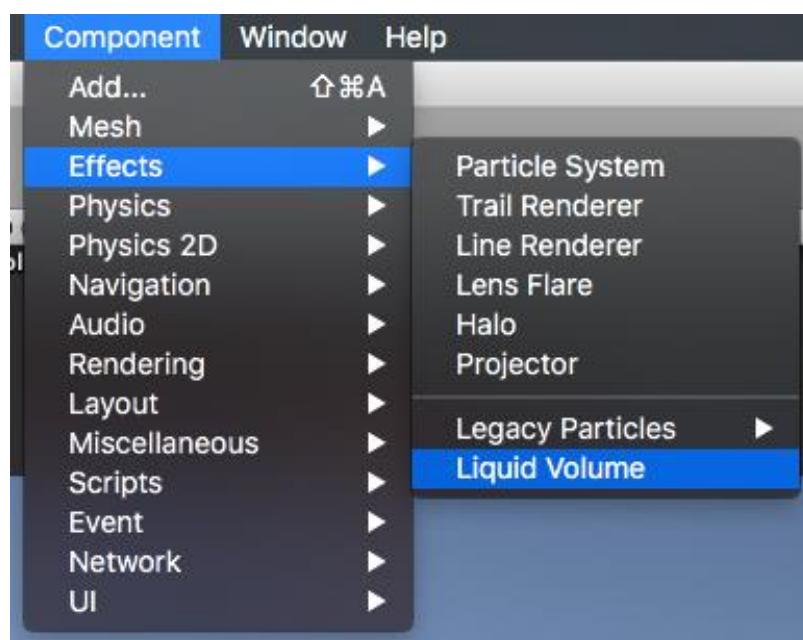 Component Window Help
Add... ⇧⌘A
Mesh
Effects
Physics
Physics 2D
Navigation
Audio
Rendering
Layout
Miscellaneous
Scripts
Event
Network
UI
Particle System
Trail Renderer
Line Renderer
Lens Flare
Halo
Projector
Legacy Particles
Liquid Volume